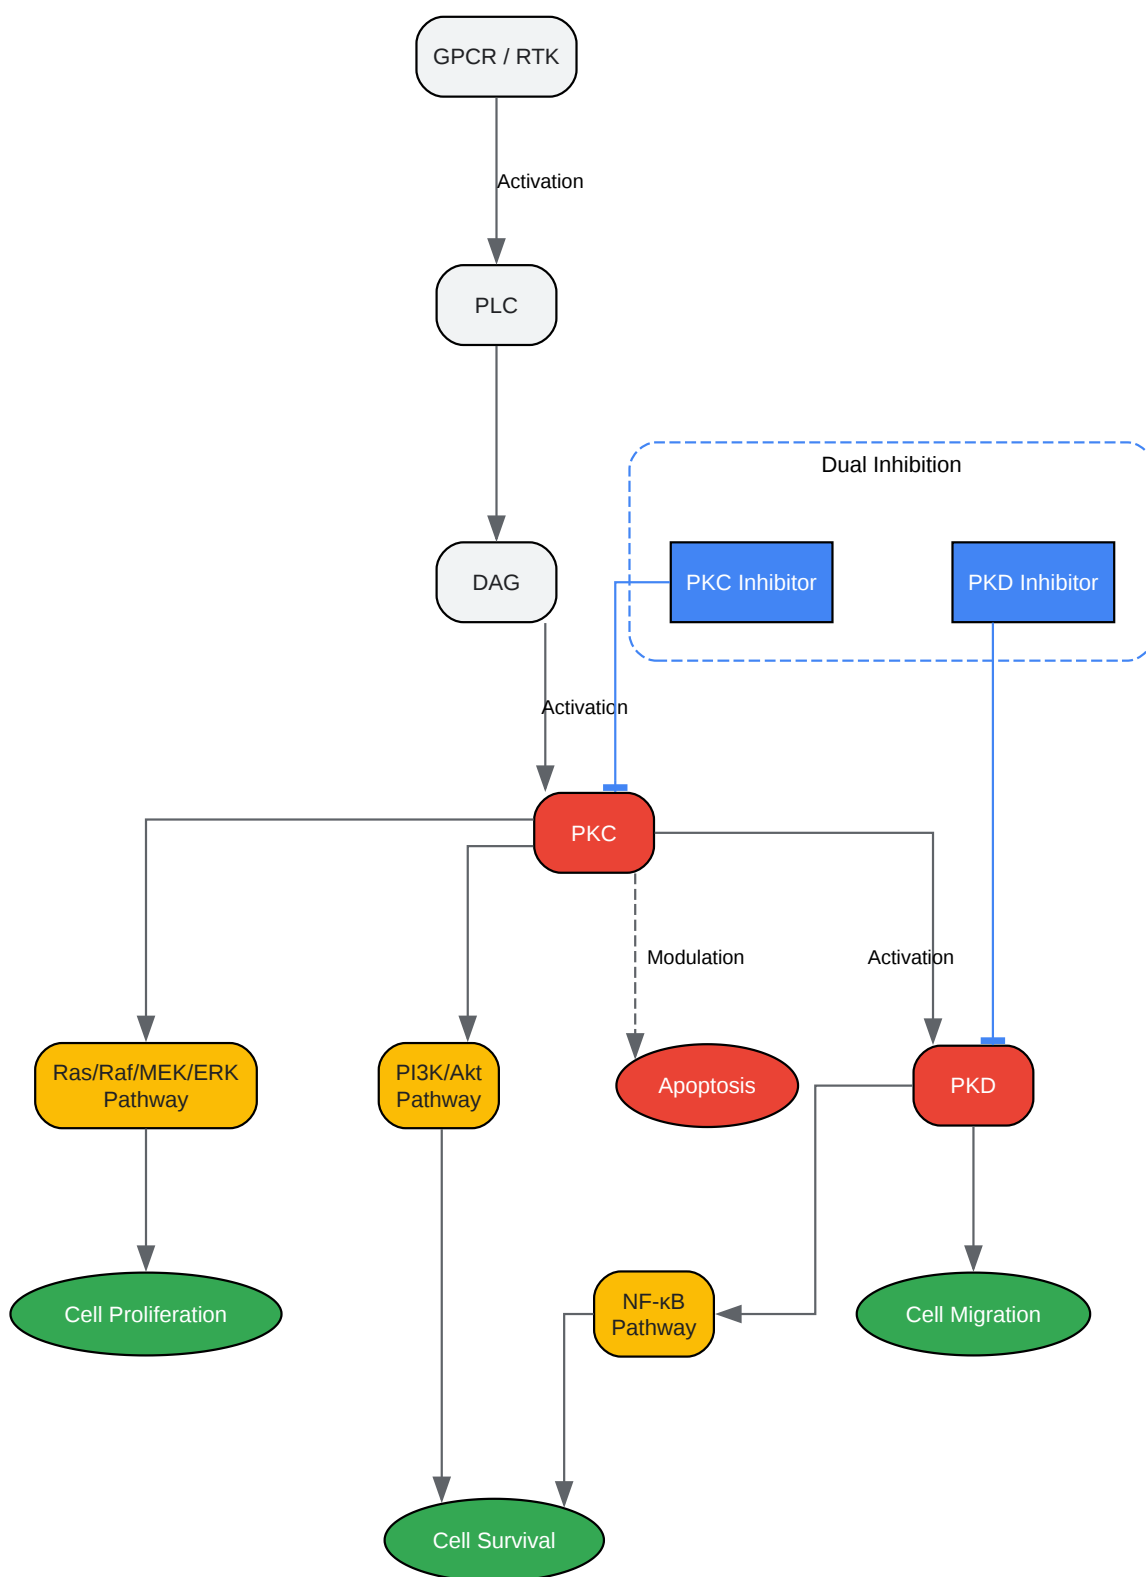 GPCR / RTK
Activation
PLC
Dual Inhibition
DAG
PKC Inhibitor
PKD Inhibitor
Activation
PKC
Modulation
Activation
Ras/Raf/MEK/ERK
Pathway
PI3K/Akt
Pathway
Apoptosis
PKD
Cell Proliferation
NF-κB
Pathway
Cell Migration
Cell Survival